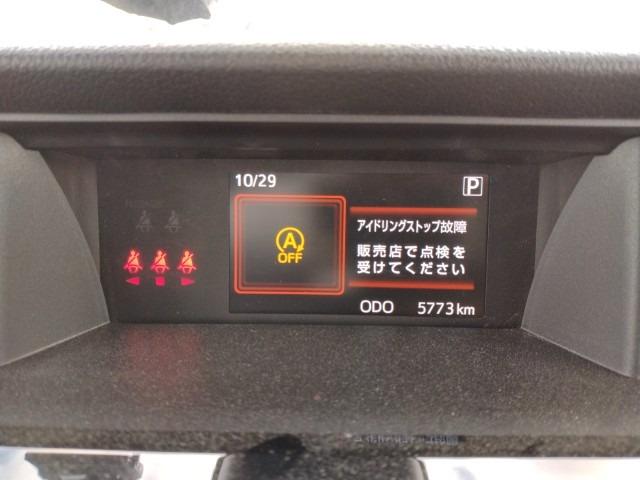 10/29
P
A
OFF
アイドリングストップ故障
販売店で点検を
受けてください
ODO 5773 km